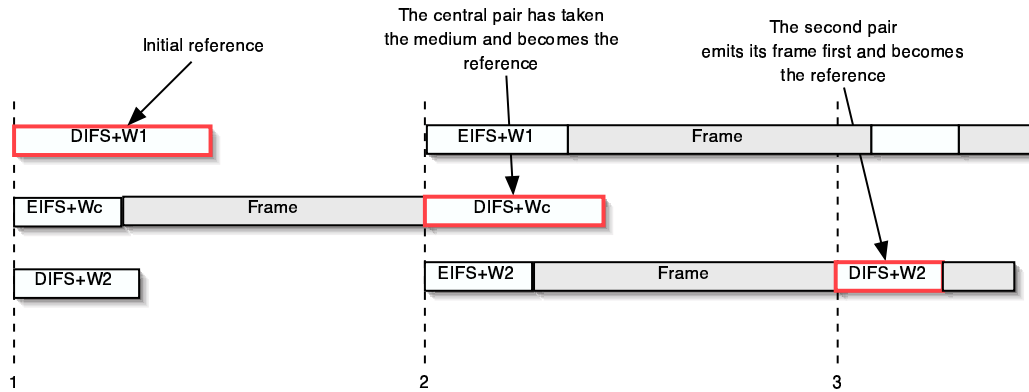 Initial reference
The central pair has taken
the medium and becomes the
reference
The second pair
emits its frame first and becomes
the reference
DIFS+W1
EIFS+W1
Frame
EIFS+Wc
Frame
DIFS+Wc
DIFS+W2
EIFS+W2
Frame
DIFS+W2
1
2
3